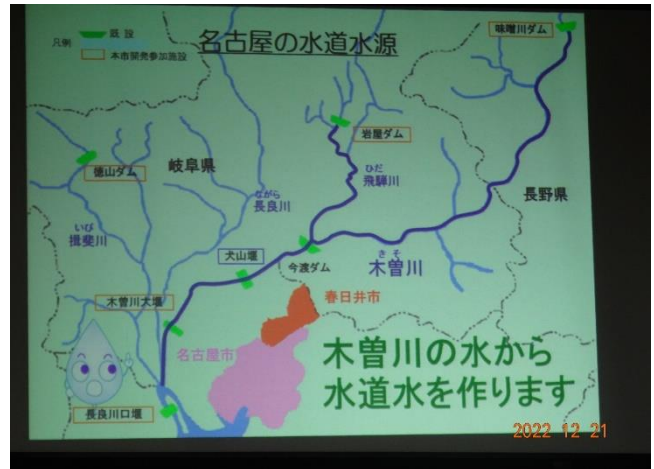 名古屋の水道水源
凡例
既設
木市開発参加施設
味噌川ダム
岩屋ダム
徳山ダム
岐阜県
ひだ
飛騨川
長野県
ながら
長良川
いび
揖斐川
犬山堰
今渡ダム
きそ
木曽川
木曽川大堰
春日井市
名古屋市
木曽川の水から
水道水を作ります
長良川口堰
2022 12 21